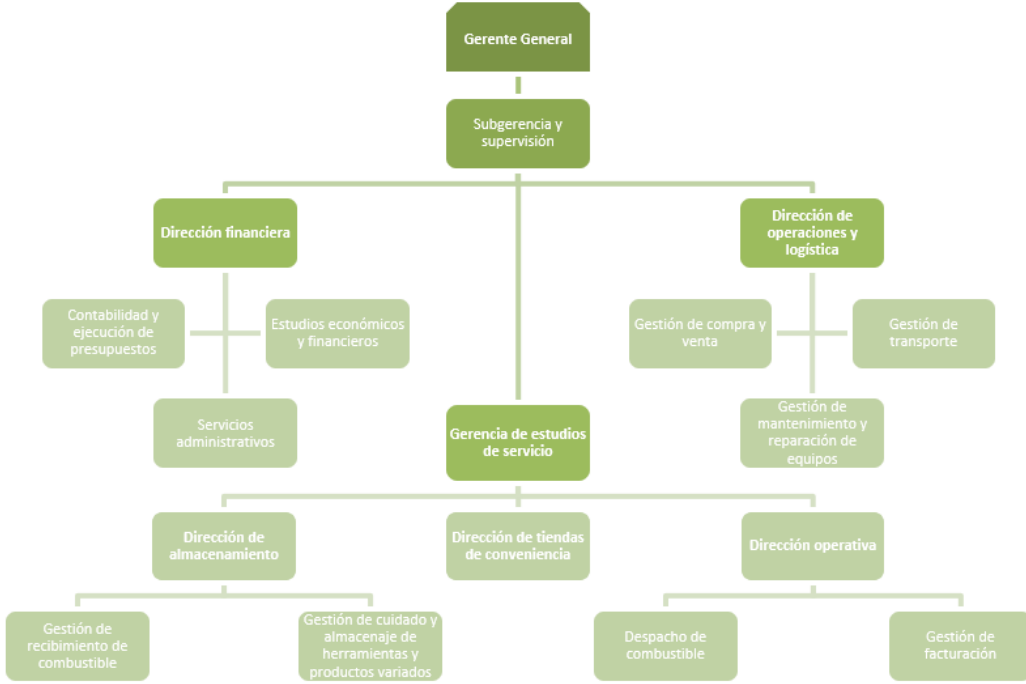 Gerente General
Subgerencia y
supervisión
Dirección financiera
Dirección de
operaciones y
logística
Contabilidad y
ejecución de
presupuestos
Estudios económicos
y financieros
Gestión de compra y
venta
Gestión de
transporte
Servicios
administrativos
Gerencia de estudios
de servicio
Gestión de
mantenimiento y
reparación de
equipos
Dirección de
almacenamiento
Dirección de tiendas
de conveniencia
Dirección operativa
Gestión de
recibimiento de
combustible
Gestión de cuidado y
almacenaje de
herramientas y
productos variados
Despacho de
combustible
Gestión de
facturación